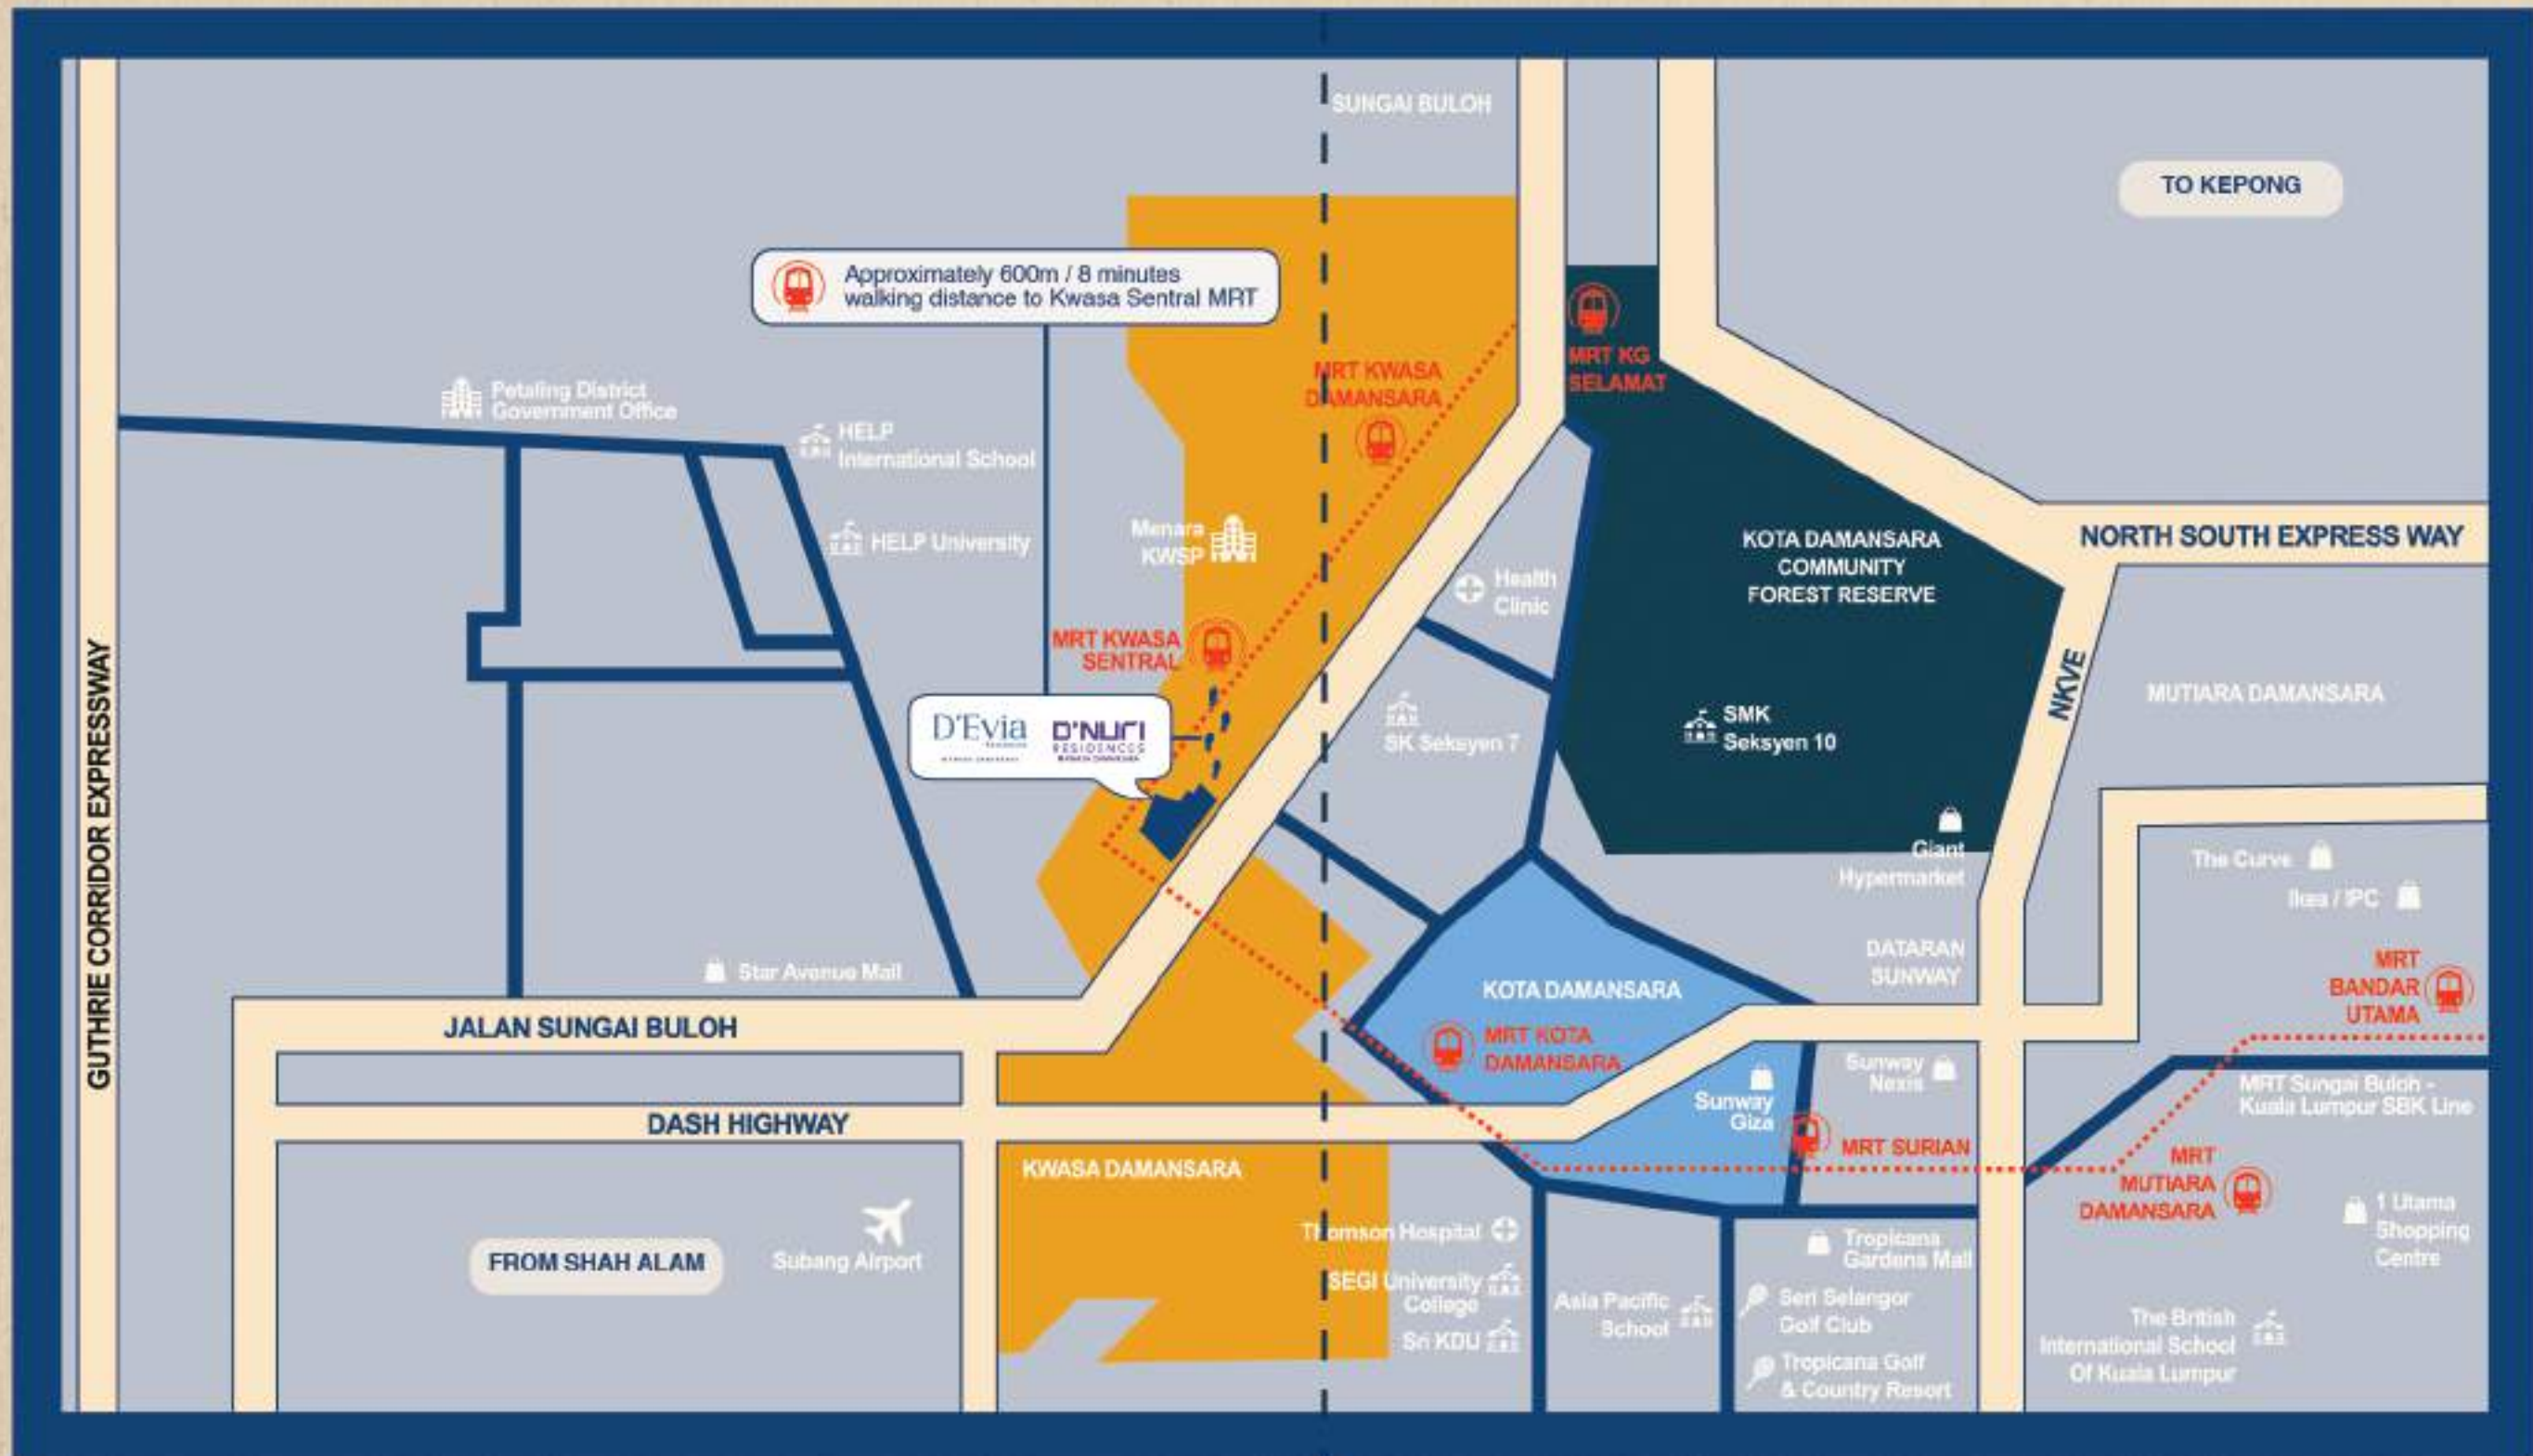 SUNGAI BULOH
TO KEPONG
Approximately 600m / 8 minutes
walking distance to Kwasa Sentral MRT
MRT KG
SELAMAT
MRT KWASA
DAMANSARA
Petaling District
Government Office
HELP
International School
HELP University
Menara
KWSP
KOTA DAMANSARA
COMMUNITY
FOREST RESERVE
NORTH SOUTH EXPRESS WAY
Health
Clinic
MRT KWASA
SENTRAL
GUTHRIE CORRIDOR EXPRESSWAY
NKVE
MUTIARA DAMANSARA
D'Evia
D'NURI
RESIDENCES
SK Seksyen 7
SMK
Seksyen 10
Giant
Hypermarket
The Curve
Ikea / IPC
Star Avenue Mall
DATARAN
SUNWAY
MRT
BANDAR
UTAMA
KOTA DAMANSARA
JALAN SUNGAI BULOH
MRT KOTA
DAMANSARA
Sunway
Nexis
Sunway
Giza
MRT Sungai Buloh -
Kuala Lumpur SBK Line
DASH HIGHWAY
MRT SURIAN
KWASA DAMANSARA
MRT
MUTIARA
DAMANSARA
1 Utama
Shopping
Centre
FROM SHAH ALAM
Subang Airport
Thomson Hospital
SEGI University
College
Sri KDU
Asia Pacific
School
Tropicana
Gardens Mall
Seri Selangor
Golf Club
Tropicana Golf
& Country Resort
The British
International School
Of Kuala Lumpur